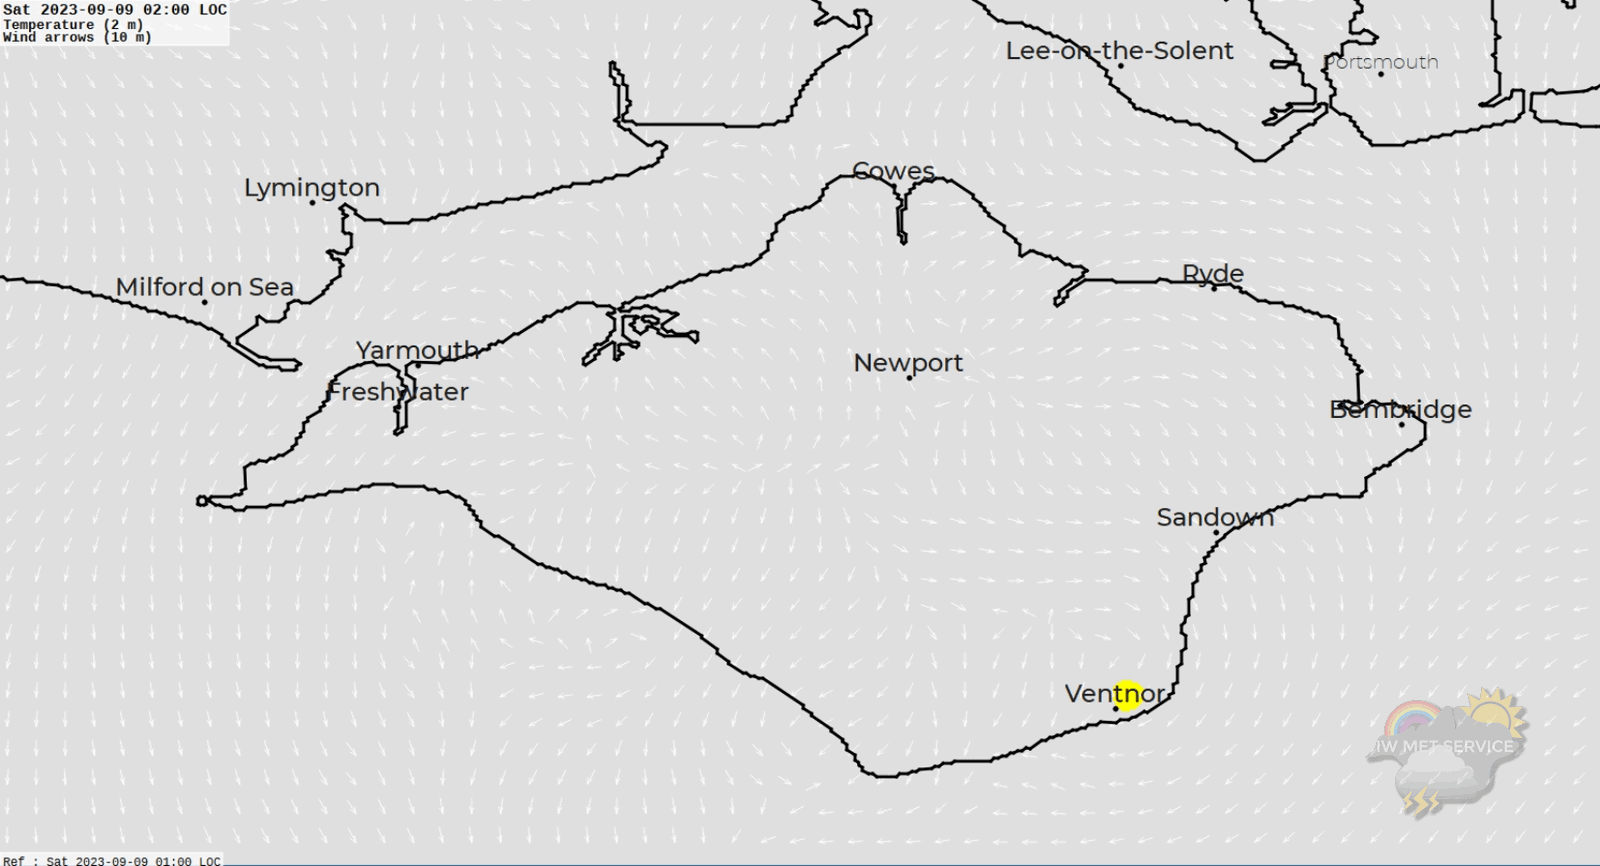 Sat 2023-09-09 02:00 LOC
Temperature (2 m)
Wind arrows (10 m)
Lee-on-the-Solent
Portsmouth
Cowes
Lymington
Ryde
Milford on Sea
Yarmouth
Newport
Freshwater
Bembridge
Sandown
Ventnor
IW MET SERVICE
Ref : Sat 2023-09-09 01:00 LOC